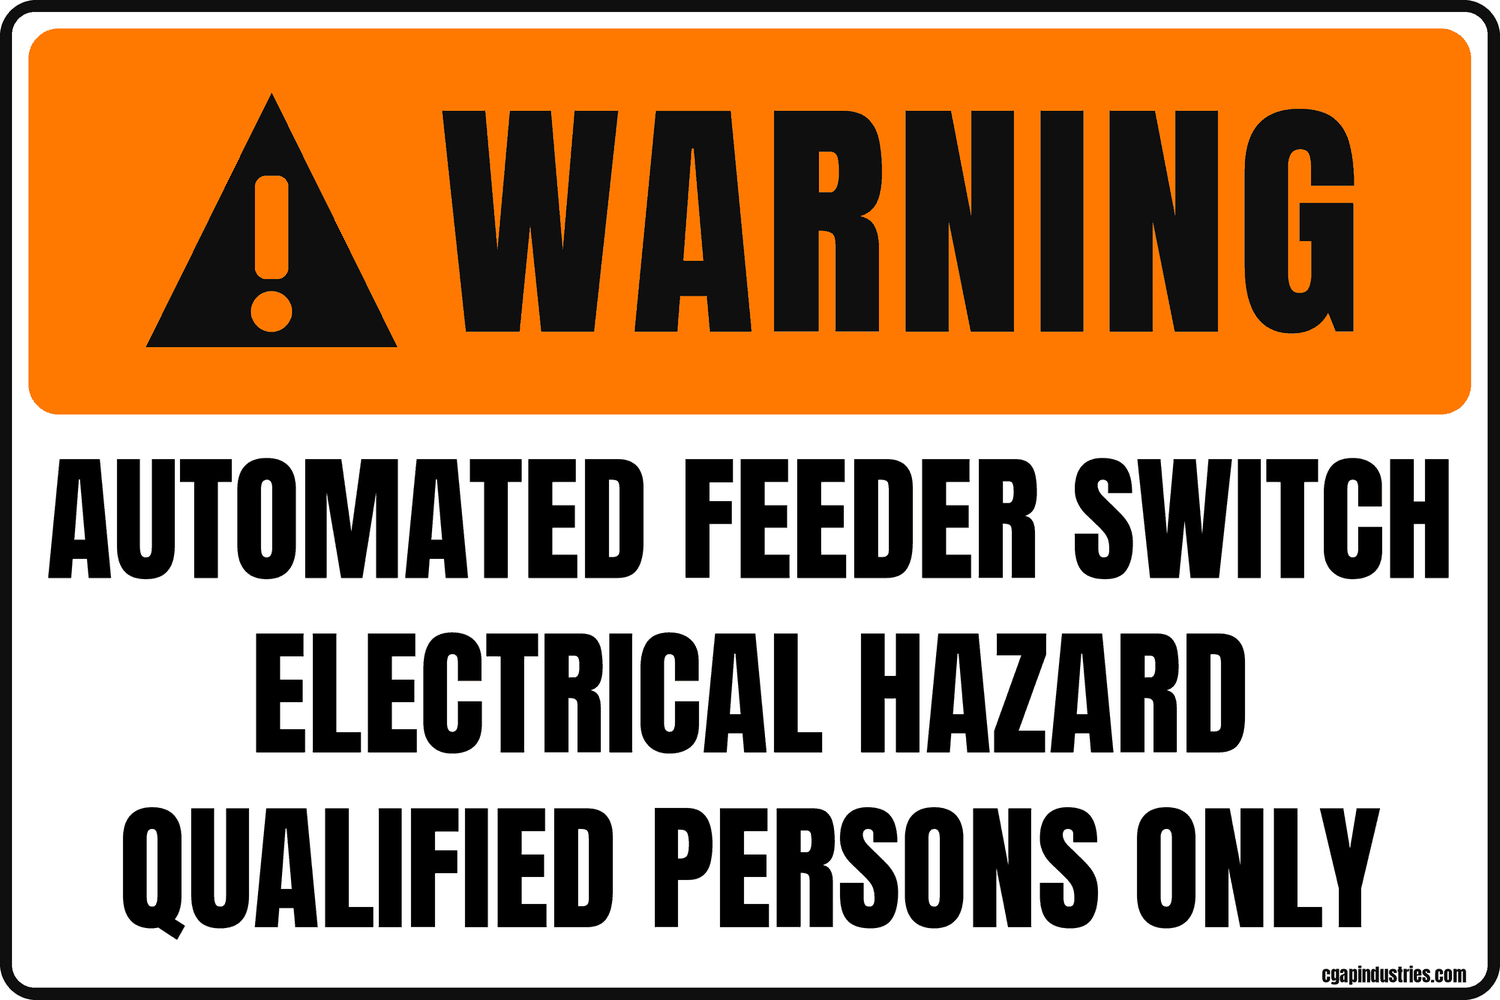 WARNING
AUTOMATED FEEDER SWITCH
ELECTRICAL HAZARD
QUALIFIED PERSONS ONLY
cgapindustries.com